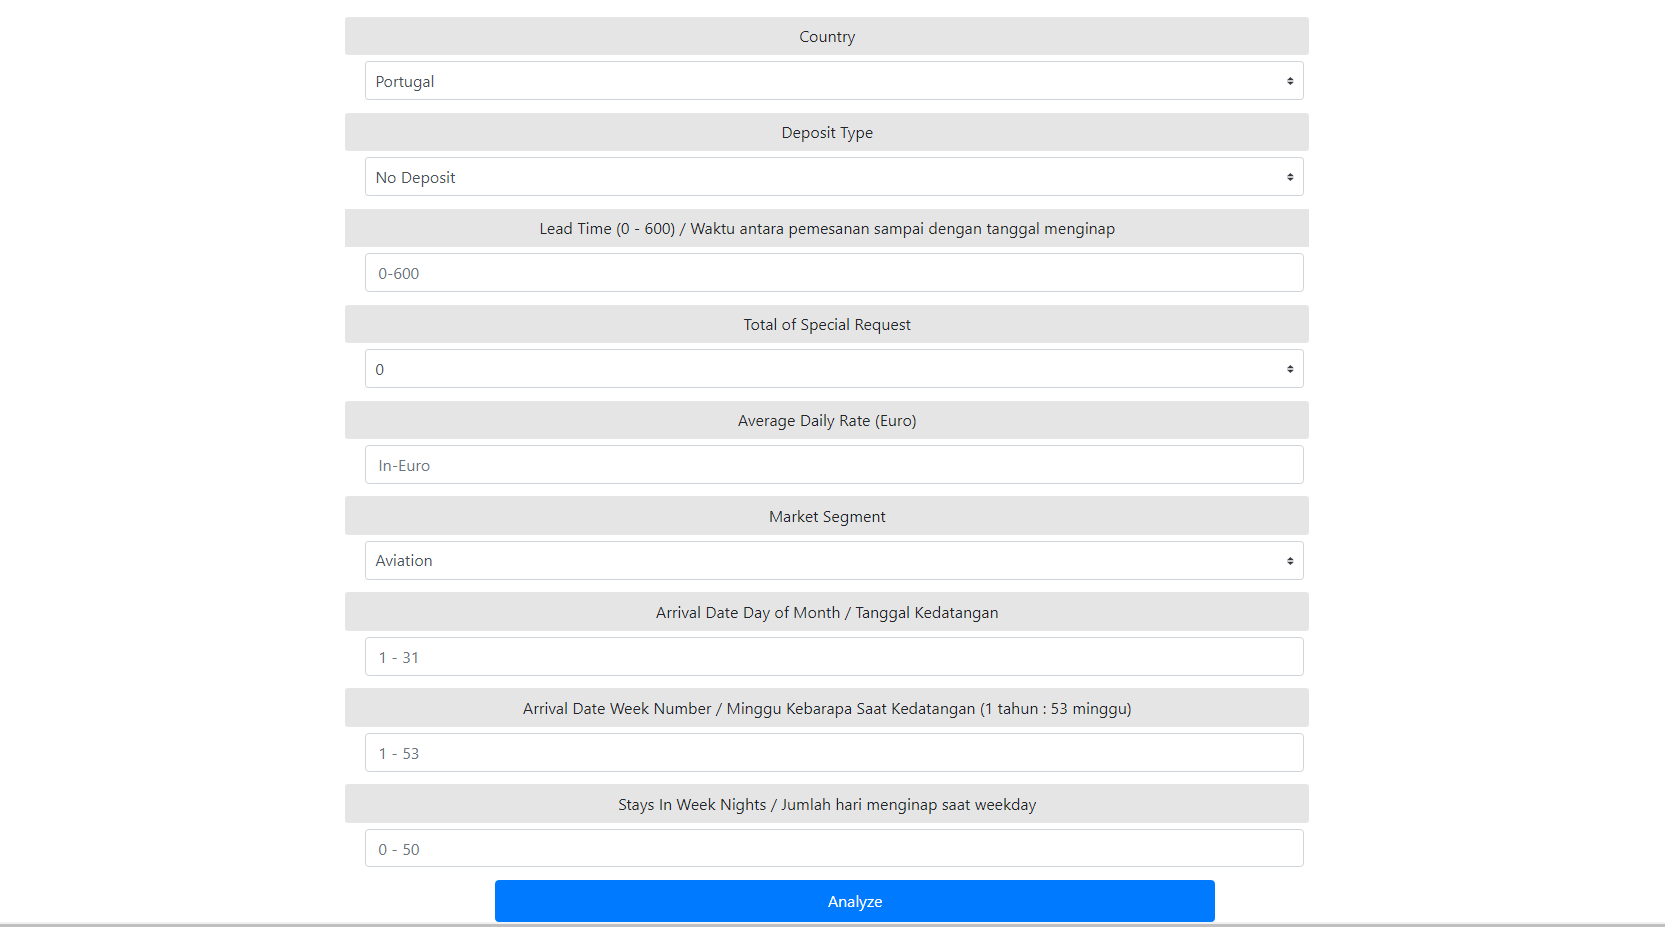 Country
Portugal
Deposit Type
No Deposit
Lead Time (0 - 600) / Waktu antara pemesanan sampai dengan tanggal menginap
0-600
Total of Special Request
0
Average Daily Rate (Euro)
In-Euro
Market Segment
Aviation
Arrival Date Day of Month / Tanggal Kedatangan
1 - 31
Arrival Date Week Number / Minggu Kebarapa Saat Kedatangan (1 tahun : 53 minggu)
1 - 53
Stays In Week Nights / Jumlah hari menginap saat weekday
0 - 50
Analyze